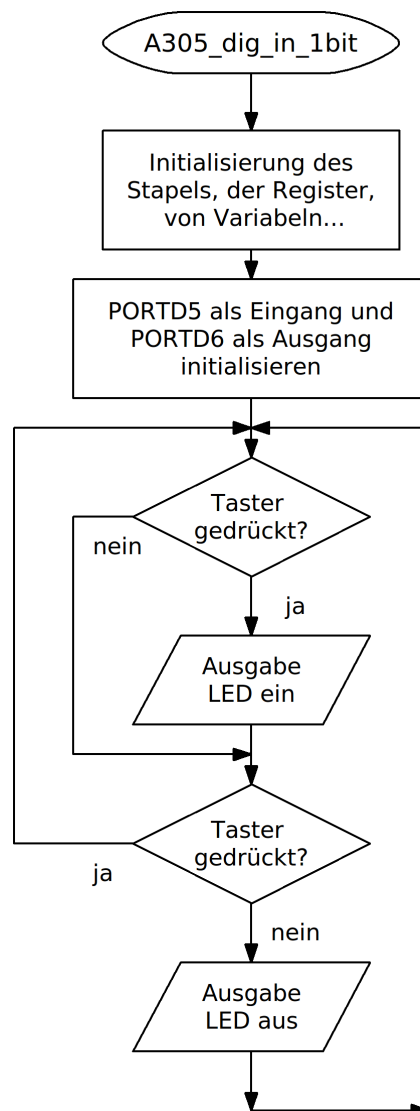 A305_dig_in_1bit
Initialisierung des
Stapels, der Register,
von Variabeln...
PORTD5 als Eingang und
PORTD6 als Ausgang
initialisieren
Taster
gedrückt?
nein
ja
Ausgabe
LED ein
Taster
gedrückt?
ja
nein
Ausgabe
LED aus